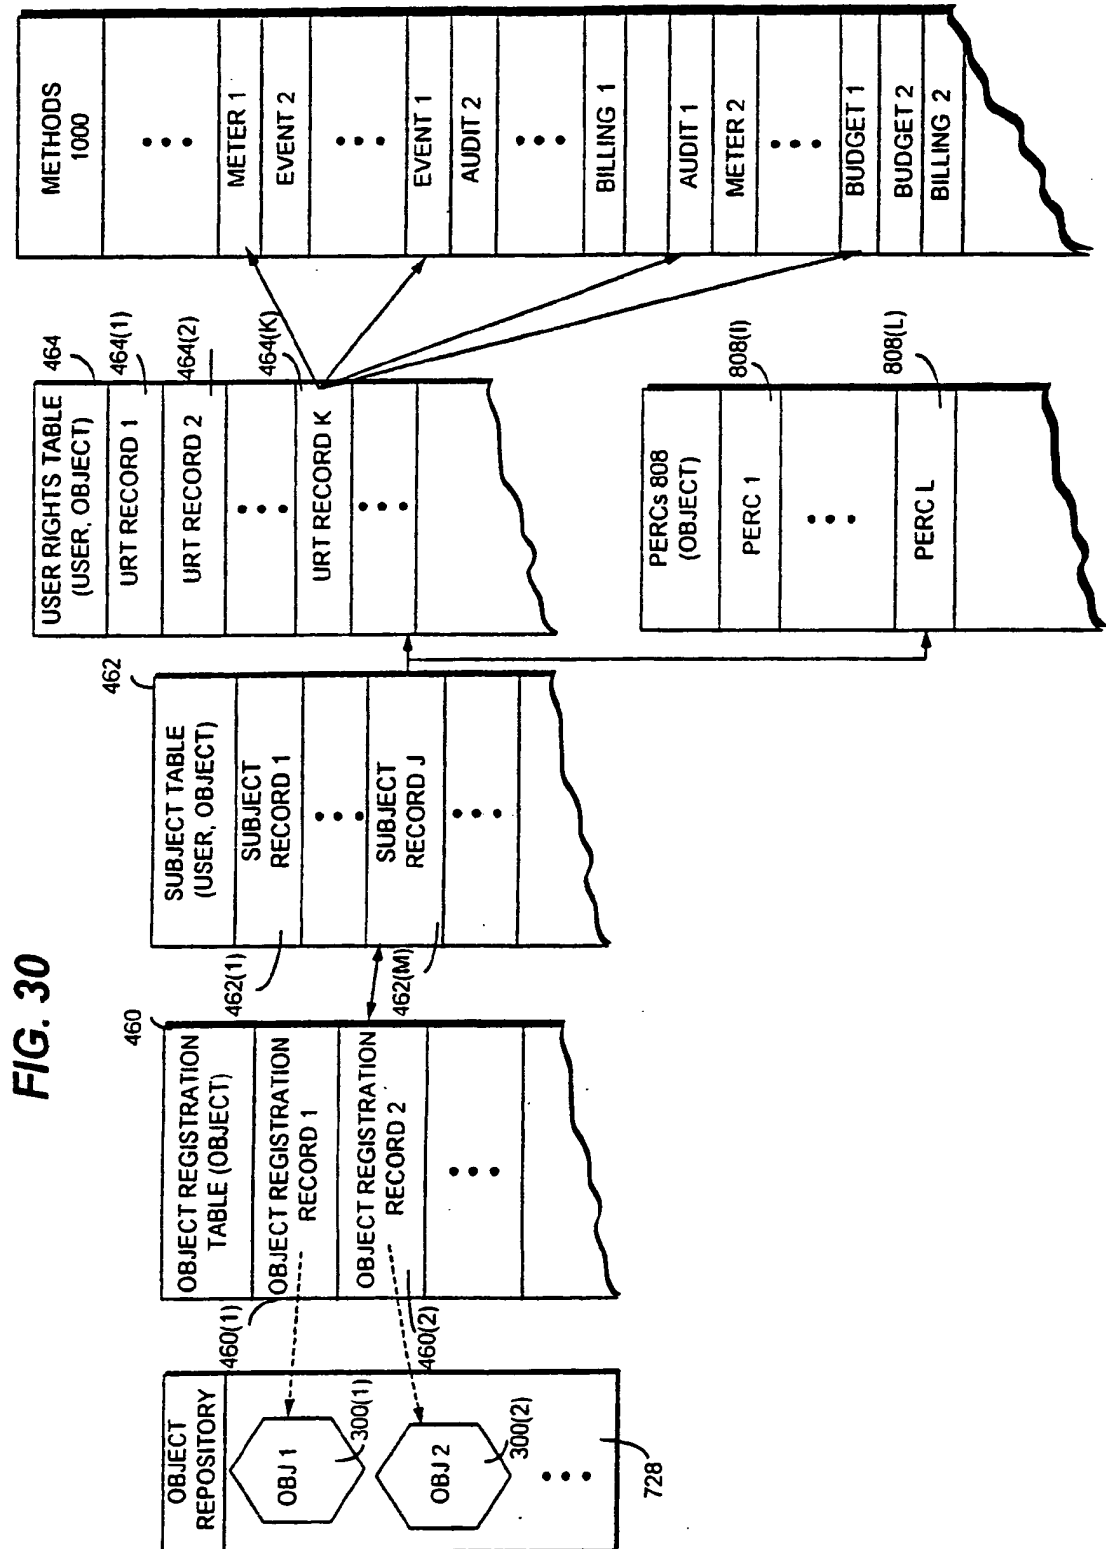 FIG. 30
OBJECT
REPOSITORY
OBJ 1
300(1)
OBJ 2
300(2)
728
460
OBJECT REGISTRATION
TABLE (OBJECT)
OBJECT REGISTRATION
RECORD 1
460(1)
OBJECT REGISTRATION
RECORD 2
460(2)
462
SUBJECT TABLE
(USER, OBJECT)
SUBJECT
RECORD 1
462(1)
SUBJECT
RECORD J
462(M)
464
USER RIGHTS TABLE
(USER, OBJECT)
464(1)
URT RECORD 1
464(2)
URT RECORD 2
464(K)
URT RECORD K
PERCs 808
(OBJECT)
808(I)
PERC 1
808(L)
PERC L
METHODS
1000
METER 1
EVENT 2
EVENT 1
AUDIT 2
BILLING 1
AUDIT 1
METER 2
BUDGET 1
BUDGET 2
BILLING 2